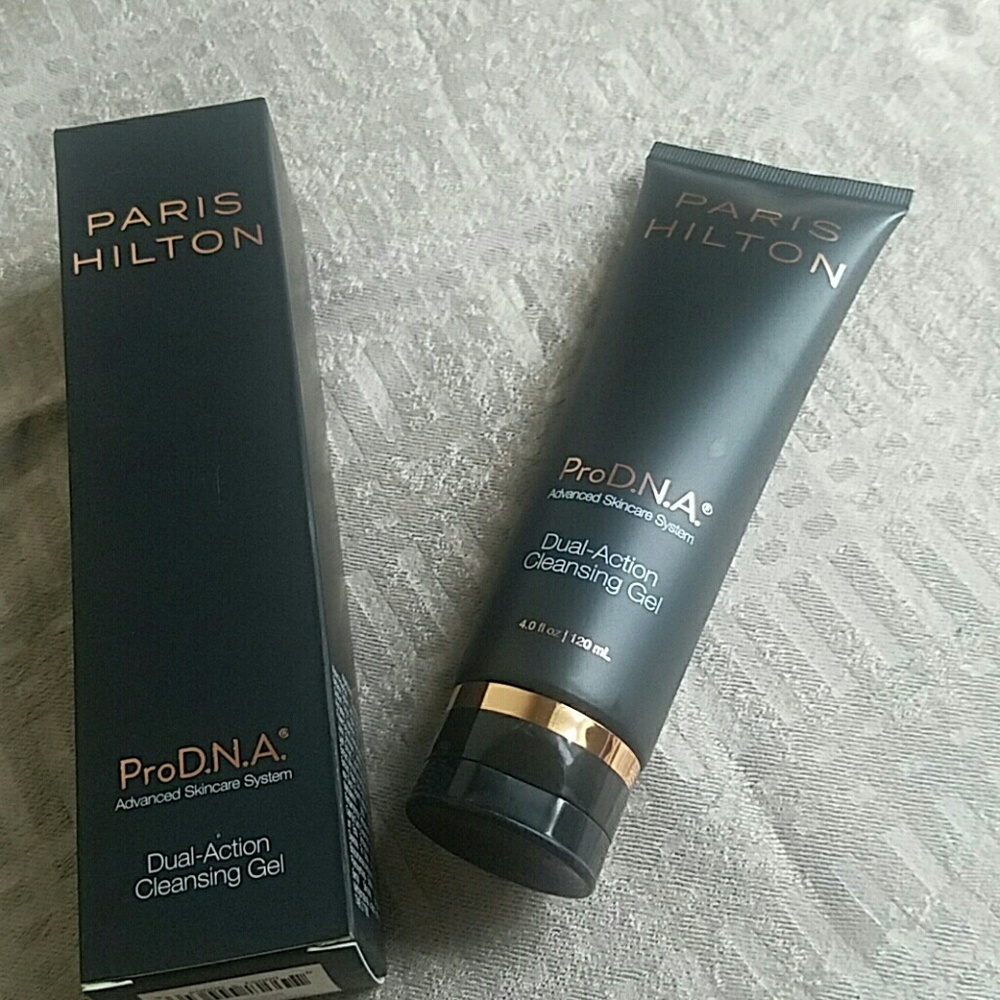 PARIS
HILTON
ProD.N.A.®
Advanced Skincare System
Dual-Action
Cleansing Gel
PARIS
HILTON
ProD.N.A.®
Advanced Skincare System
Dual-Action
Cleansing Gel
4.0 fl oz | 120 mL